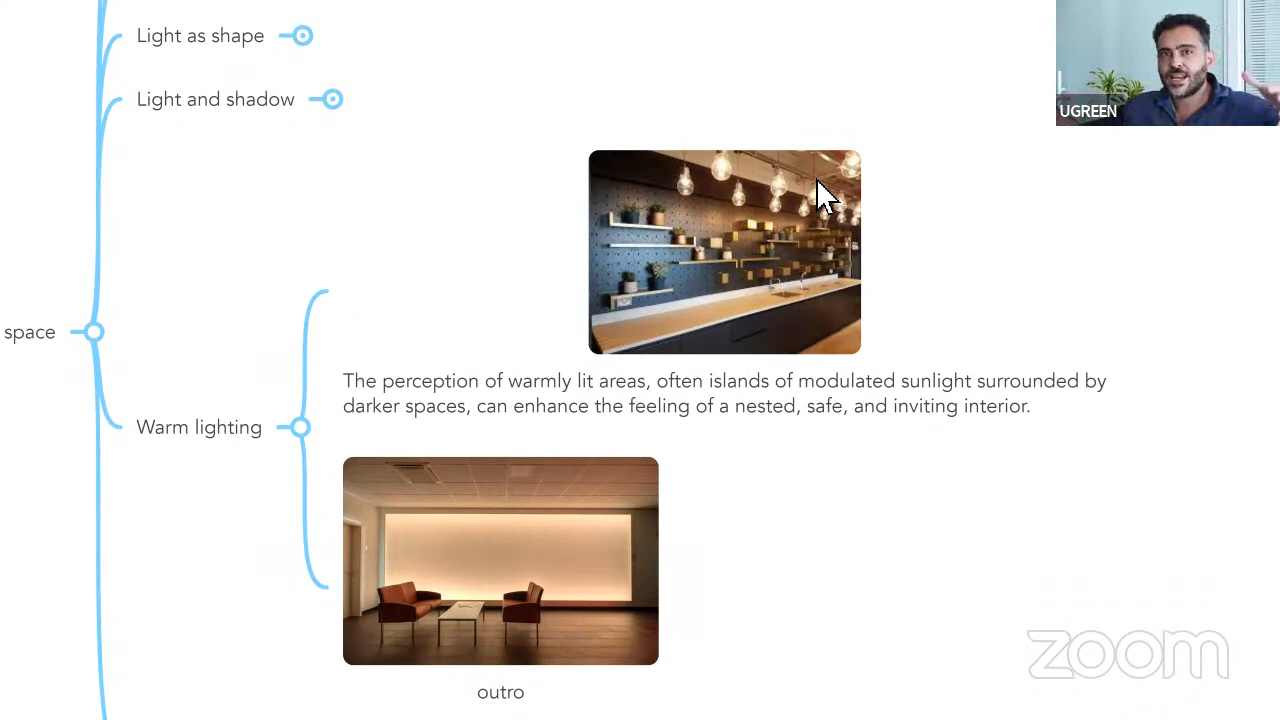 Light as shape
Light and shadow
UGREEN
space
The perception of warmly lit areas, often islands of modulated sunlight surrounded by
darker spaces, can enhance the feeling of a nested, safe, and inviting interior.
Warm lighting
zoom
outro